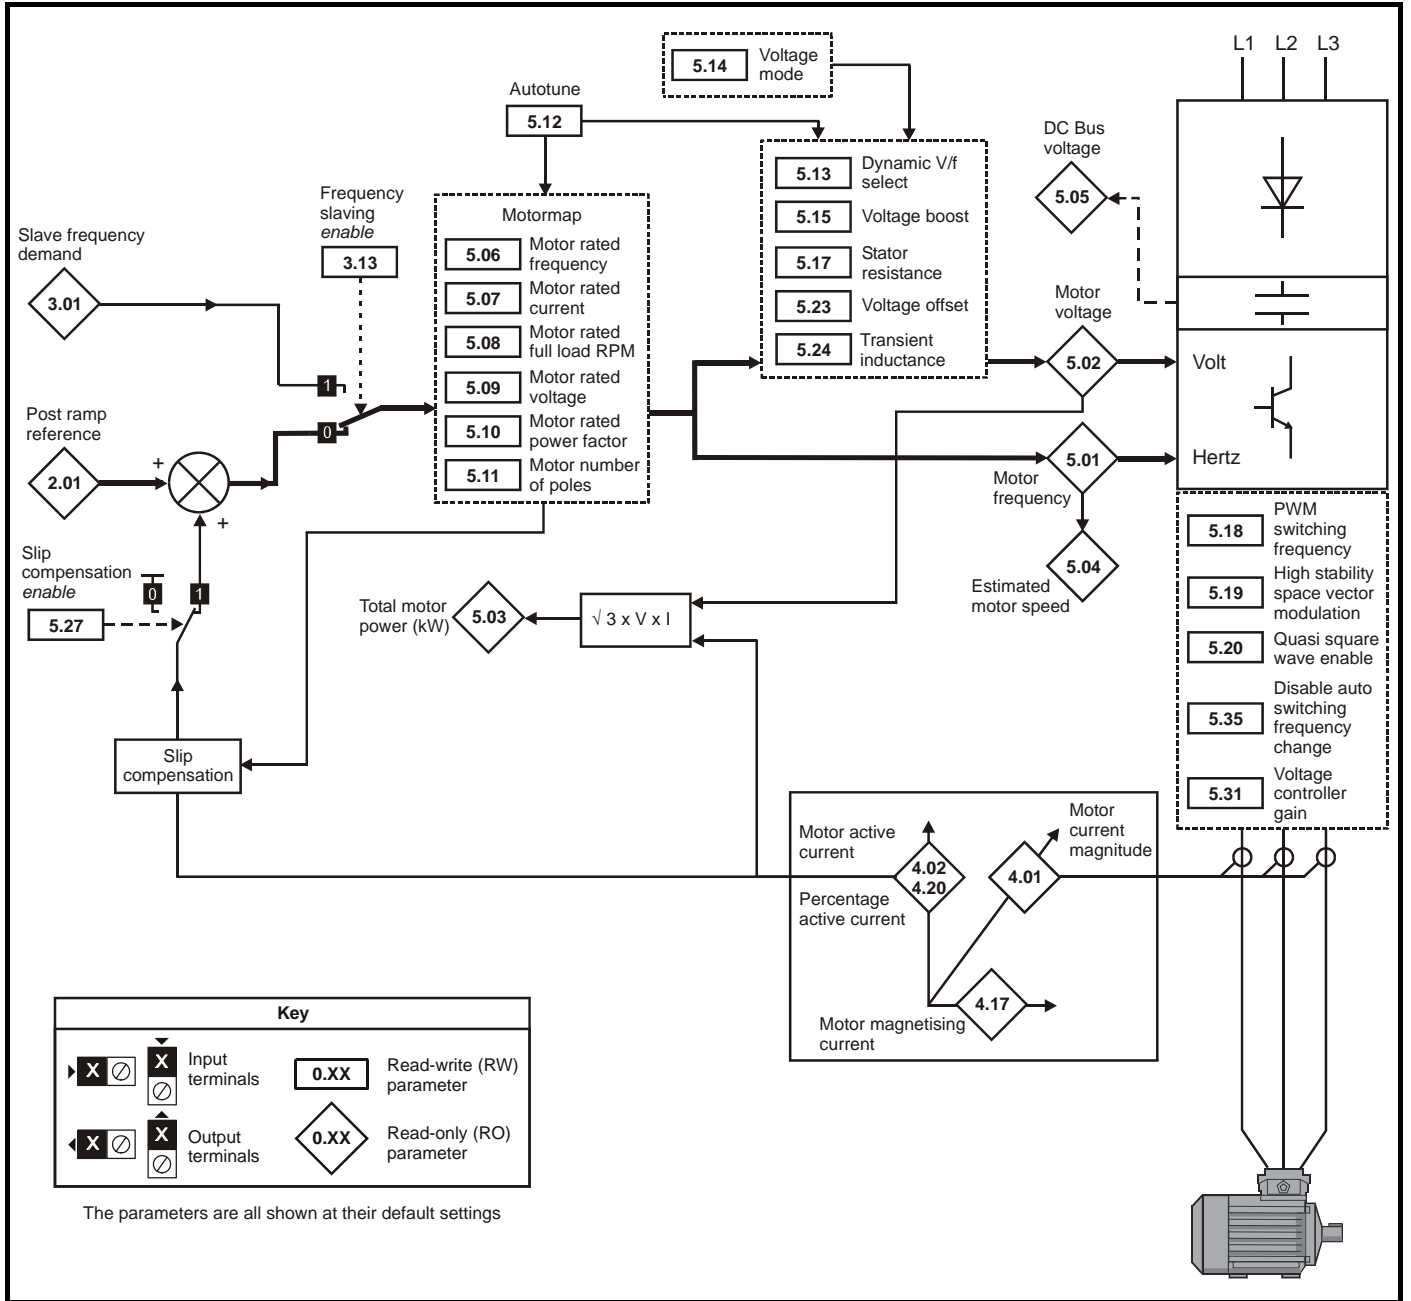 L1 L2 L3
5.14
Voltage
mode
Autotune
5.12
DC Bus
voltage
5.05
5.13
Dynamic V/f
select
5.15
Voltage boost
5.17
Stator
resistance
5.23
Voltage offset
5.24
Transient
inductance
Frequency
slaving
enable
3.13
Motormap
5.06
Motor rated
frequency
5.07
Motor rated
current
5.08
Motor rated
full load RPM
5.09
Motor rated
voltage
5.10
Motor rated
power factor
5.11
Motor number
of poles
Slave frequency
demand
3.01
1
0
Post ramp
reference
2.01
+
+
Motor
voltage
5.02
Volt
Hertz
5.01
Motor
frequency
5.04
Estimated
motor speed
Slip
compensation
enable
5.27
0
1
Total motor
power (kW)
5.03
√ 3 x V x I
5.18
PWM
switching
frequency
5.19
High stability
space vector
modulation
5.20
Quasi square
wave enable
5.35
Disable auto
switching
frequency
change
5.31
Voltage
controller
gain
Slip
compensation
Motor active
current
4.02
4.20
Percentage
active current
4.01
Motor
current
magnitude
4.17
Motor magnetising
current
Key
X
X
Input
terminals
0.XX
Read-write (RW)
parameter
X
X
Output
terminals
0.XX
Read-only (RO)
parameter
The parameters are all shown at their default settings